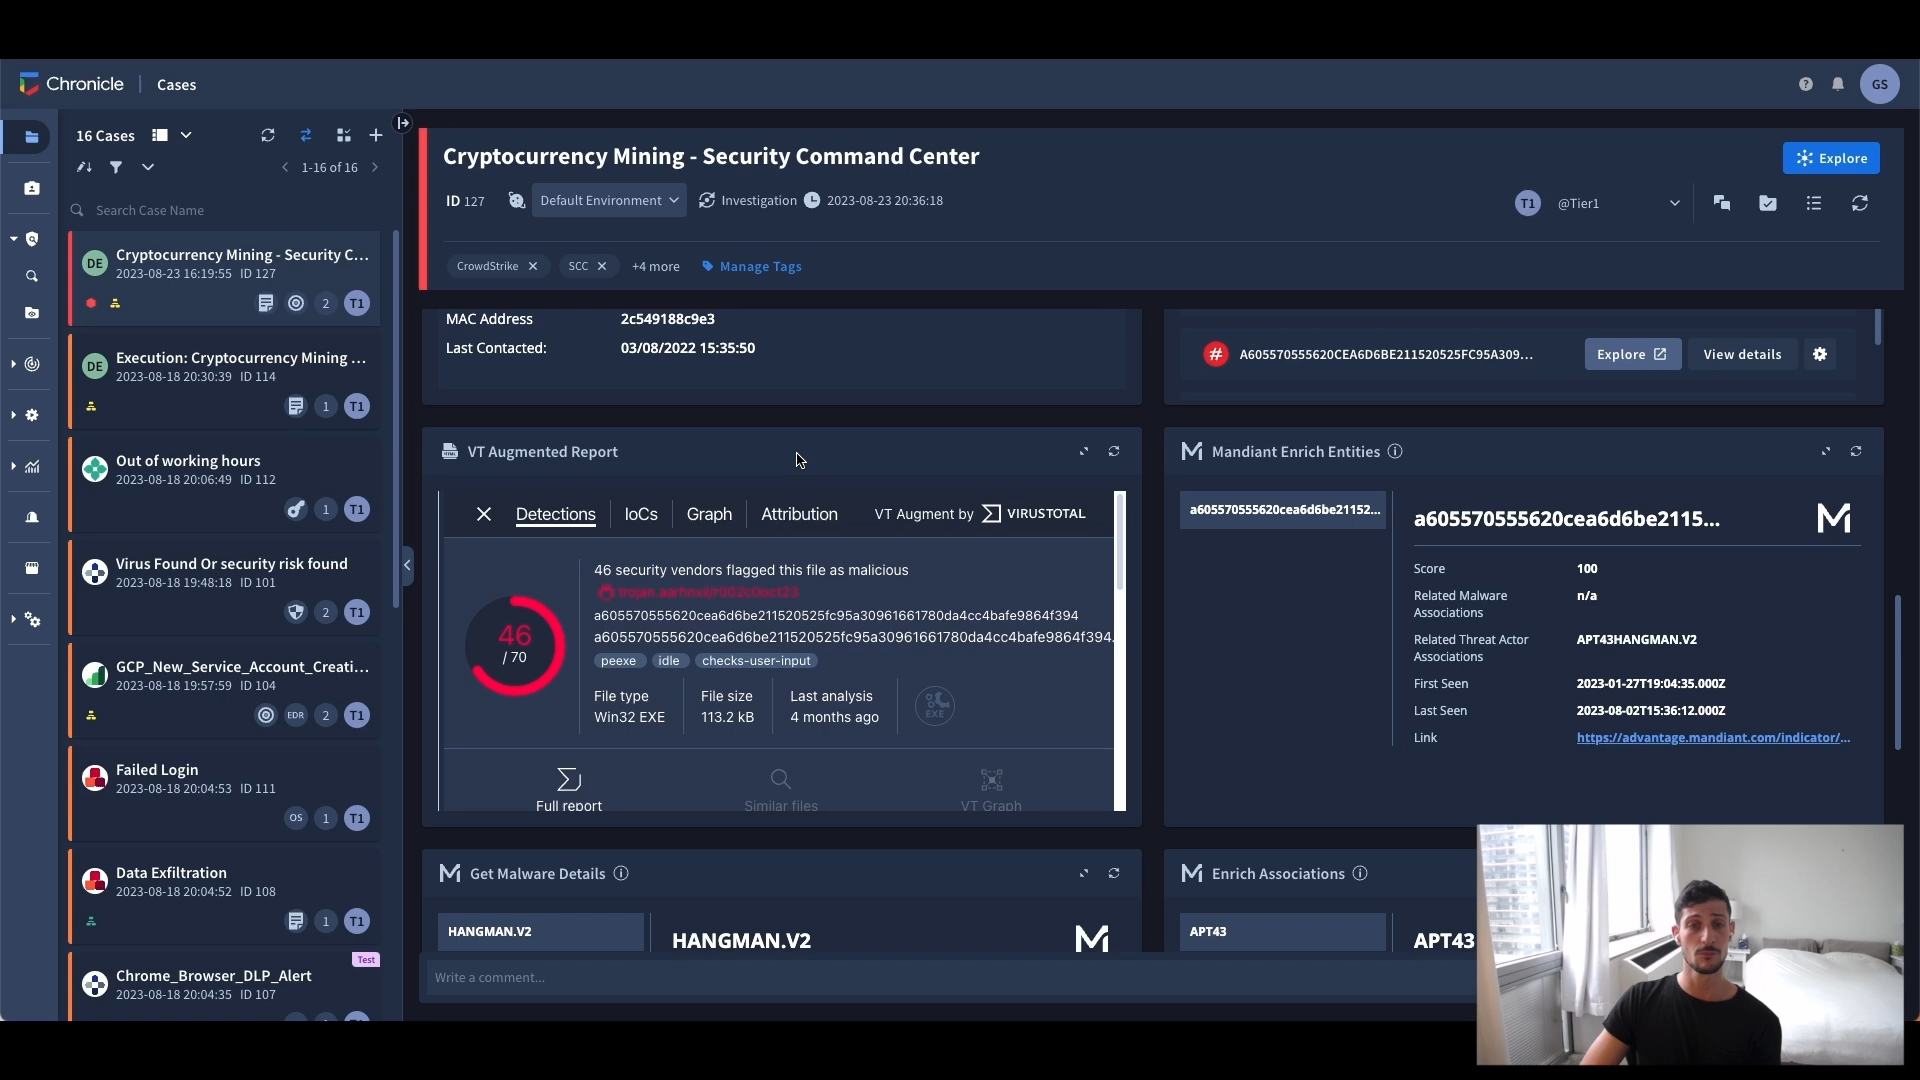 Chronicle
Cases
GS
16 Cases
1-16 of 16
Search Case Name
DE
Cryptocurrency Mining - Security C...
2023-08-23 16:19:55 ID 127
2
T1
DE
Execution: Cryptocurrency Mining ...
2023-08-18 20:30:39 ID 114
1
T1
Out of working hours
2023-08-18 20:06:49 ID 112
1
T1
Virus Found Or security risk found
2023-08-18 19:48:18 ID 101
2
T1
GCP_New_Service_Account_Creati...
2023-08-18 19:57:59 ID 104
EDR
2
T1
Failed Login
2023-08-18 20:04:53 ID 111
OS
1
T1
Data Exfiltration
2023-08-18 20:04:52 ID 108
1
T1
Test
Chrome_Browser_DLP_Alert
2023-08-18 20:04:35 ID 107
Cryptocurrency Mining - Security Command Center
Explore
ID 127
Default Environment
Investigation
2023-08-23 20:36:18
T1
@Tier1
CrowdStrike
SCC
+4 more
Manage Tags
MAC Address 2c549188c9e3
Last Contacted: 03/08/2022 15:35:50
# A605570555620CEA6D6BE211520525FC95A309...
Explore
View details
VT Augmented Report
Detections
IoCs
Graph
Attribution
VT Augment by VIRUSTOTAL
46
/ 70
46 security vendors flagged this file as malicious
a605570555620cea6d6be211520525fc95a30961661780da4cc4bafe9864f394
a605570555620cea6d6be211520525fc95a30961661780da4cc4bafe9864f394.
peexe
idle
checks-user-input
File type
Win32 EXE
File size
113.2 kB
Last analysis
4 months ago
EXE
Full report
Similar files
VT Graph
Mandiant Enrich Entities
a605570555620cea6d6be21152...
a605570555620cea6d6be2115...
Score 100
Related Malware Associations n/a
Related Threat Actor Associations APT43HANGMAN.V2
First Seen 2023-01-27T19:04:35.000Z
Last Seen 2023-08-02T15:36:12.000Z
Link https://advantage.mandiant.com/indicator/...
Get Malware Details
HANGMAN.V2
HANGMAN.V2
Enrich Associations
APT43
APT43
Write a comment...